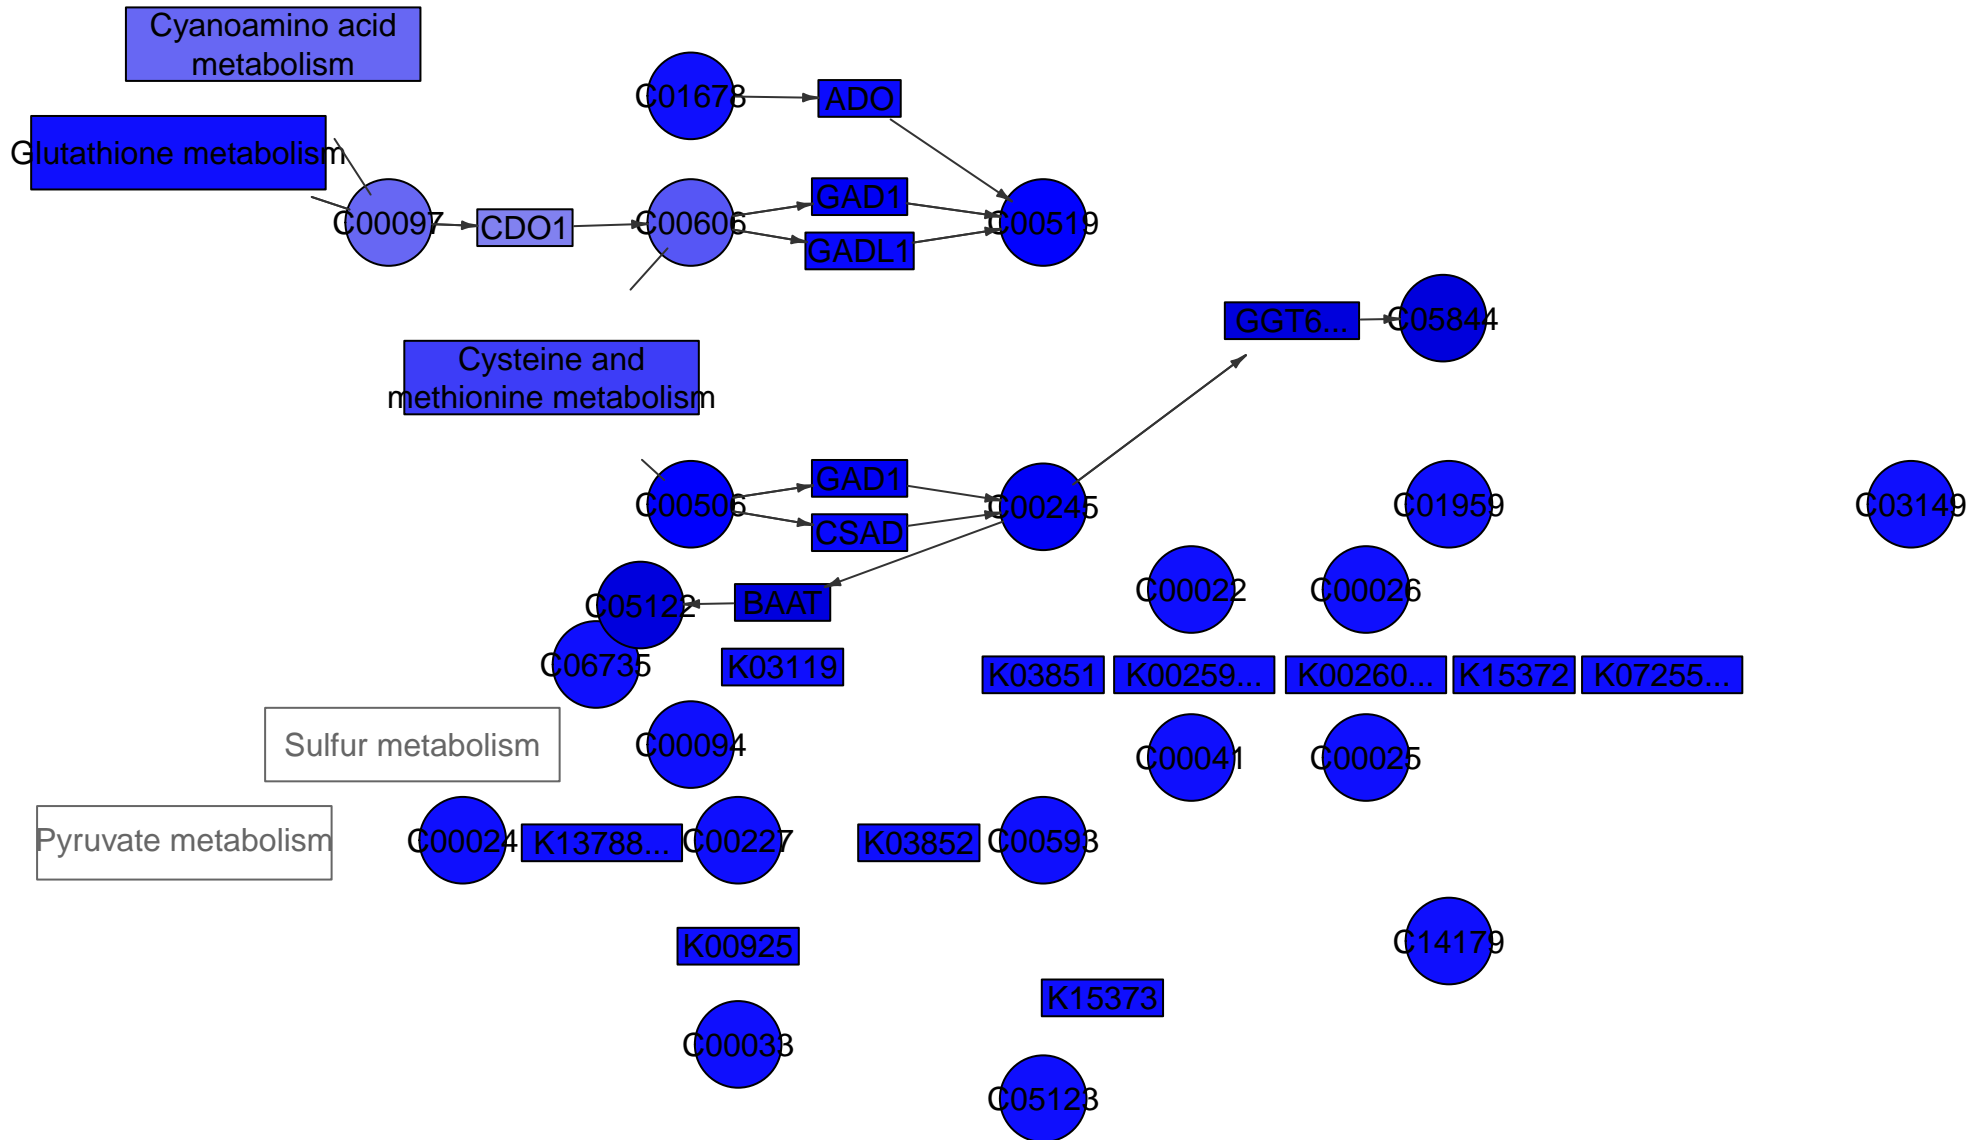 Cyanoamino acid
metabolism
C01678
ADO
Glutathione metabolism
C00097
CDO1
C00606
GAD1
GADL1
C00519
GGT6...
C05844
Cysteine and
methionine metabolism
C00506
GAD1
CSAD
C00245
C01959
C03149
C05122
BAAT
C00022
C00026
C06735
K03119
K03851
K00259...
K00260...
K15372
K07255...
Sulfur metabolism
C00094
C00041
C00025
Pyruvate metabolism
C00024
K13788...
C00227
K03852
C00593
K00925
C14179
K15373
C00033
C05123